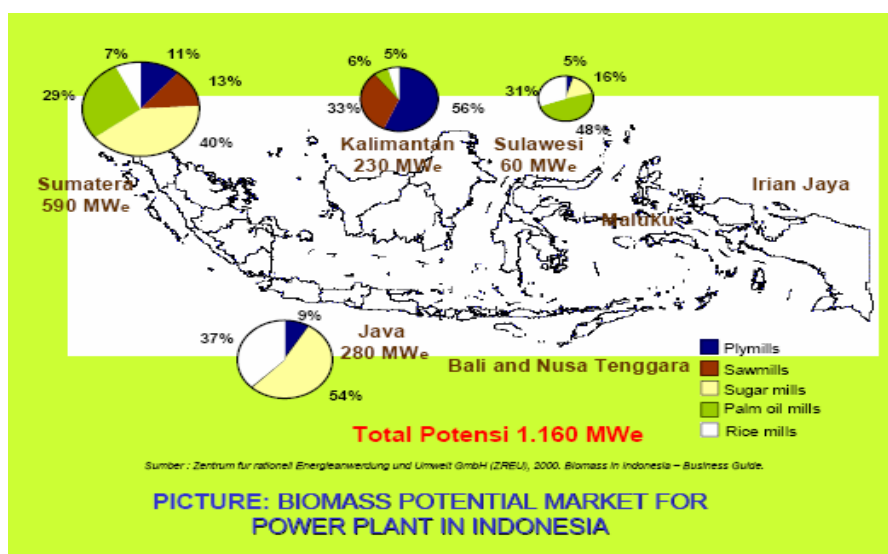 7%
11%
13%
29%
40%
Sumatera
590 MWe
5%
6%
33%
56%
Kalimantan
230 MWe
5%
16%
31%
48%
Sulawesi
60 MWe
Irian Jaya
Maluku
9%
37%
54%
Java
280 MWe
Bali and Nusa Tenggara
Plymills
Sawmills
Sugar mills
Palm oil mills
Rice mills
Total Potensi 1.160 MWe
Sumber : Zentrum fur rationell Energieanwerdung und Umwelt GmbH (ZREU), 2000. Biomass in Indonesia – Business Guide.
PICTURE: BIOMASS POTENTIAL MARKET FOR
POWER PLANT IN INDONESIA